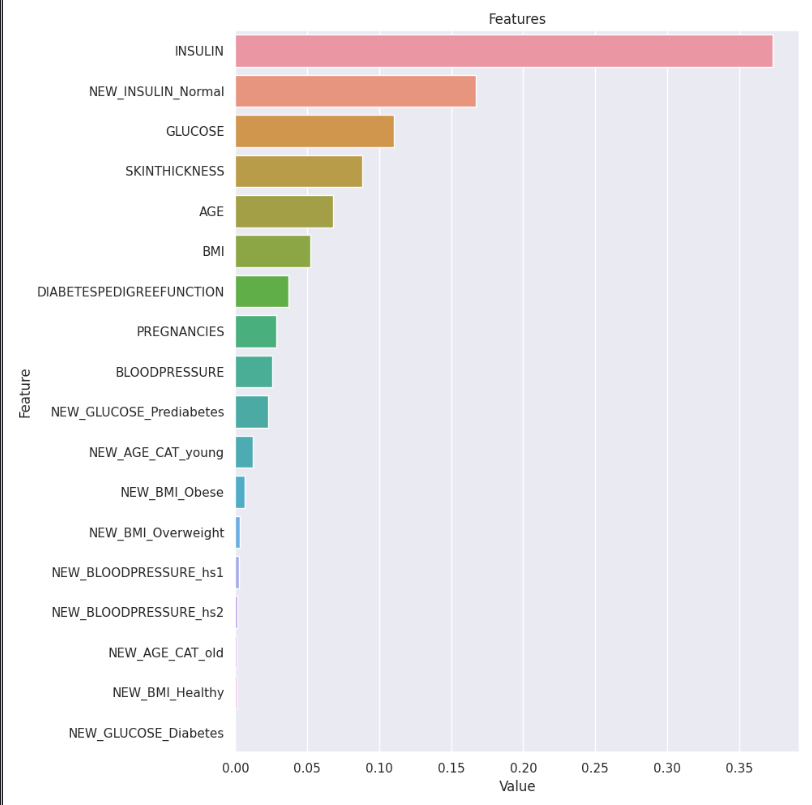 Features
INSULIN
NEW_INSULIN_Normal
GLUCOSE
SKINTHICKNESS
AGE
BMI
DIABETESPEDIGREEFUNCTION
PREGNANCIES
BLOODPRESSURE
NEW_GLUCOSE_Prediabetes
NEW_AGE_CAT_young
NEW_BMI_Obese
NEW_BMI_Overweight
NEW_BLOODPRESSURE_hs1
NEW_BLOODPRESSURE_hs2
NEW_AGE_CAT_old
NEW_BMI_Healthy
NEW_GLUCOSE_Diabetes
Feature
0.00 0.05 0.10 0.15 0.20 0.25 0.30 0.35
Value